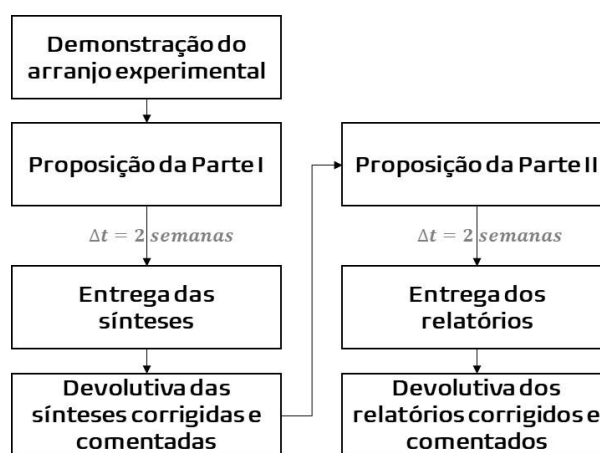 Demonstração do
arranjo experimental
Proposição da Parte I
Δt = 2 semanas
Entrega das
sínteses
Devolutiva das
sínteses corrigidas e
comentadas
Proposição da Parte II
Δt = 2 semanas
Entrega dos
relatórios
Devolutiva dos
relatórios corrigidos e
comentados